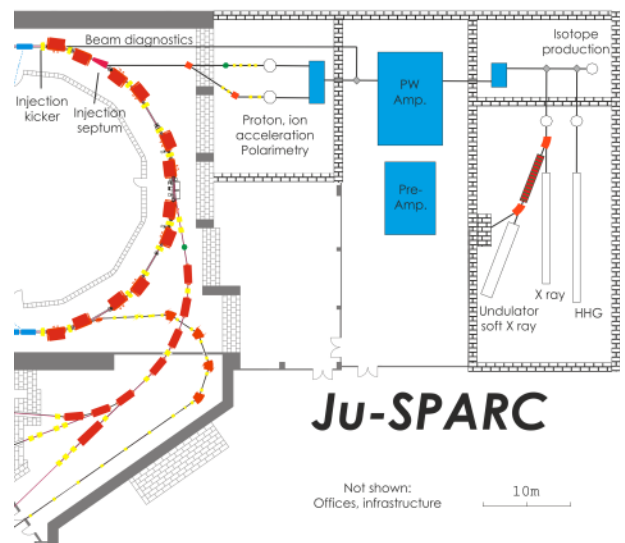 Beam diagnostics
Isotope
production
Injection
kicker
Injection
septum
PW
Amp.
Proton, ion
acceleration
Polarimetry
Pre-
Amp.
X ray
Undulator
soft X ray
HHG
Ju-SPARC
Not shown:
Offices, infrastructure
10m